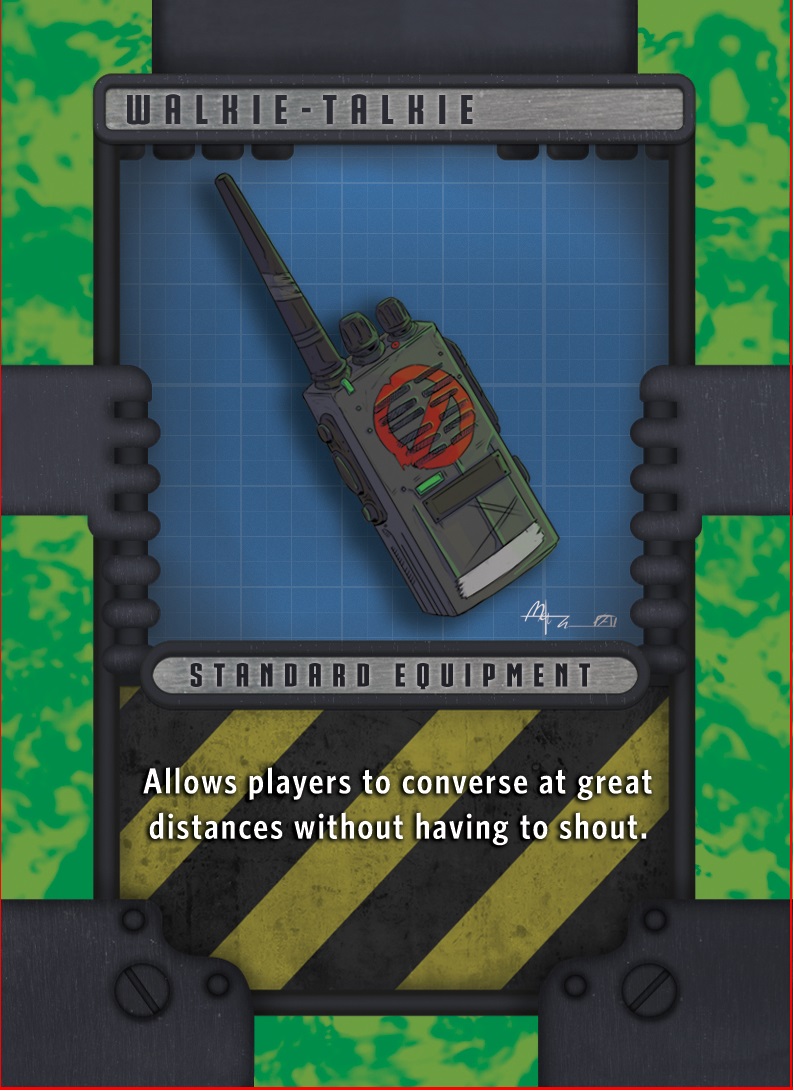 WALKIE-TALKIE
STANDARD EQUIPMENT
Allows players to converse at great
distances without having to shout.